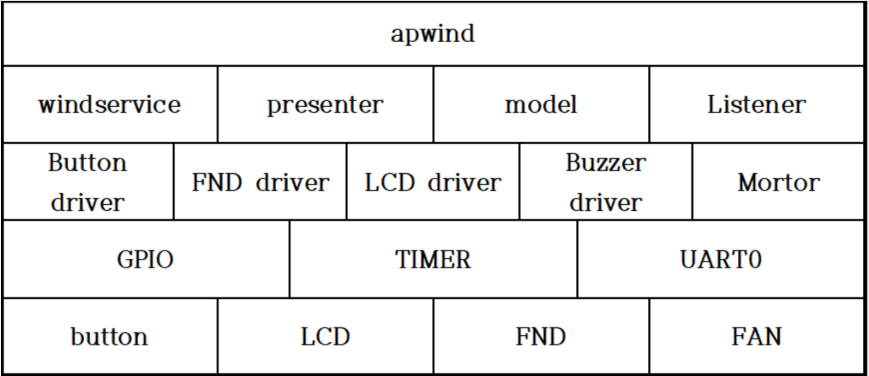 apwind
windservice presenter model Listener
Button driver FND driver LCD driver Buzzer driver Mortor
GPIO TIMER UART0
button LCD FND FAN